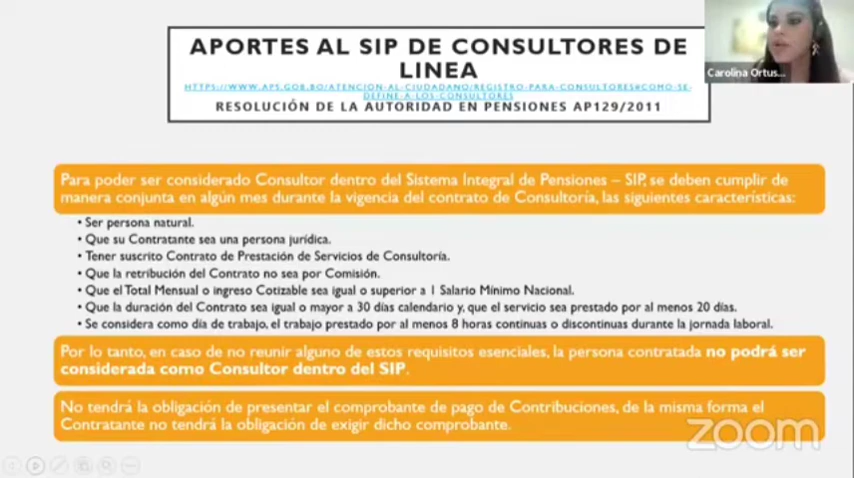 APORTES AL SIP DE CONSULTORES DE
LINEA
HTTPS://WWW.APS.GOB.BO/ATENCION-AL-CIUDADANO/REGISTRO-PARA-CONSULTORES#COMO-SE-
DEFINE-A-LOS-CONSULTORES
RESOLUCIÓN DE LA AUTORIDAD EN PENSIONES AP129/2011
Carolina Ortus...
Para poder ser considerado Consultor dentro del Sistema Integral de Pensiones – SIP, se deben cumplir de
manera conjunta en algún mes durante la vigencia del contrato de Consultoría, las siguientes características:
• Ser persona natural.
• Que su Contratante sea una persona jurídica.
• Tener suscrito Contrato de Prestación de Servicios de Consultoría.
• Que la retribución del Contrato no sea por Comisión.
• Que el Total Mensual o ingreso Cotizable sea igual o superior a 1 Salario Mínimo Nacional.
• Que la duración del Contrato sea igual o mayor a 30 días calendario y, que el servicio sea prestado por al menos 20 días.
• Se considera como día de trabajo, el trabajo prestado por al menos 8 horas continuas o discontinuas durante la jornada laboral.
Por lo tanto, en caso de no reunir alguno de estos requisitos esenciales, la persona contratada no podrá ser
considerada como Consultor dentro del SIP.
No tendrá la obligación de presentar el comprobante de pago de Contribuciones, de la misma forma el
Contratante no tendrá la obligación de exigir dicho comprobante.
zoom